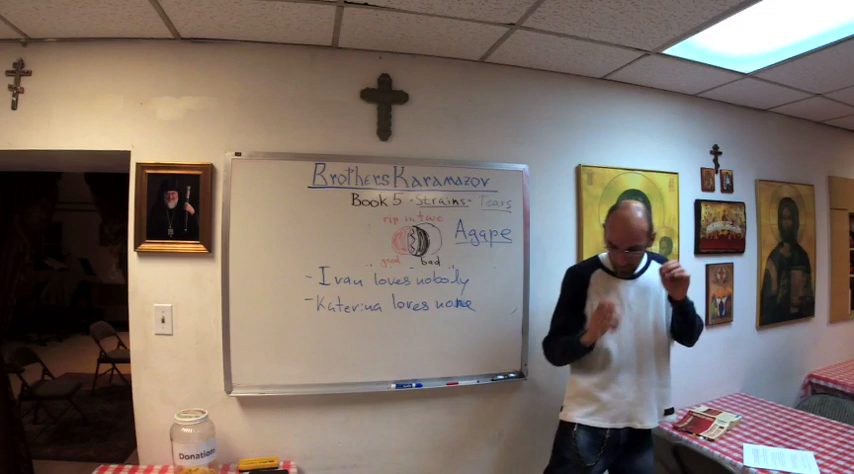 Brothers Karamazov
Book 5 - Strains - Tears
rip in two
Agape
good bad
- Ivan loves nobody
- Katerina loves none
Donations